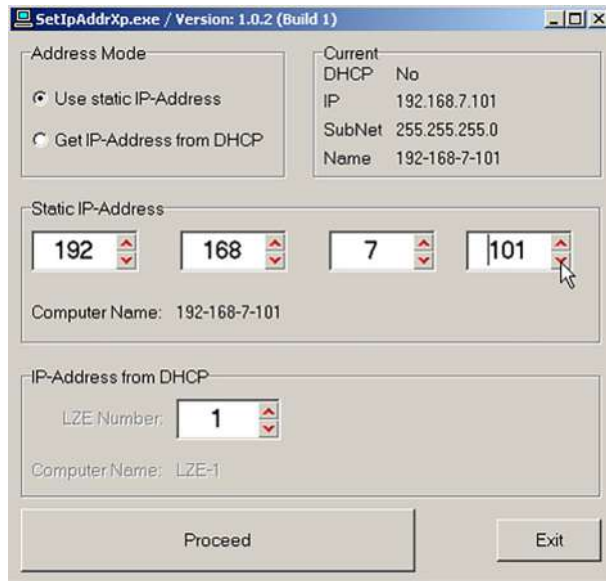 SetIpAddrXp.exe / Version: 1.0.2 (Build 1)
Address Mode
Use static IP-Address
Get IP-Address from DHCP
Current
DHCP No
IP 192.168.7.101
SubNet 255.255.255.0
Name 192-168-7-101
Static IP-Address
192 168 7 101
Computer Name: 192-168-7-101
IP-Address from DHCP
LZE Number: 1
Computer Name: LZE-1
Proceed Exit